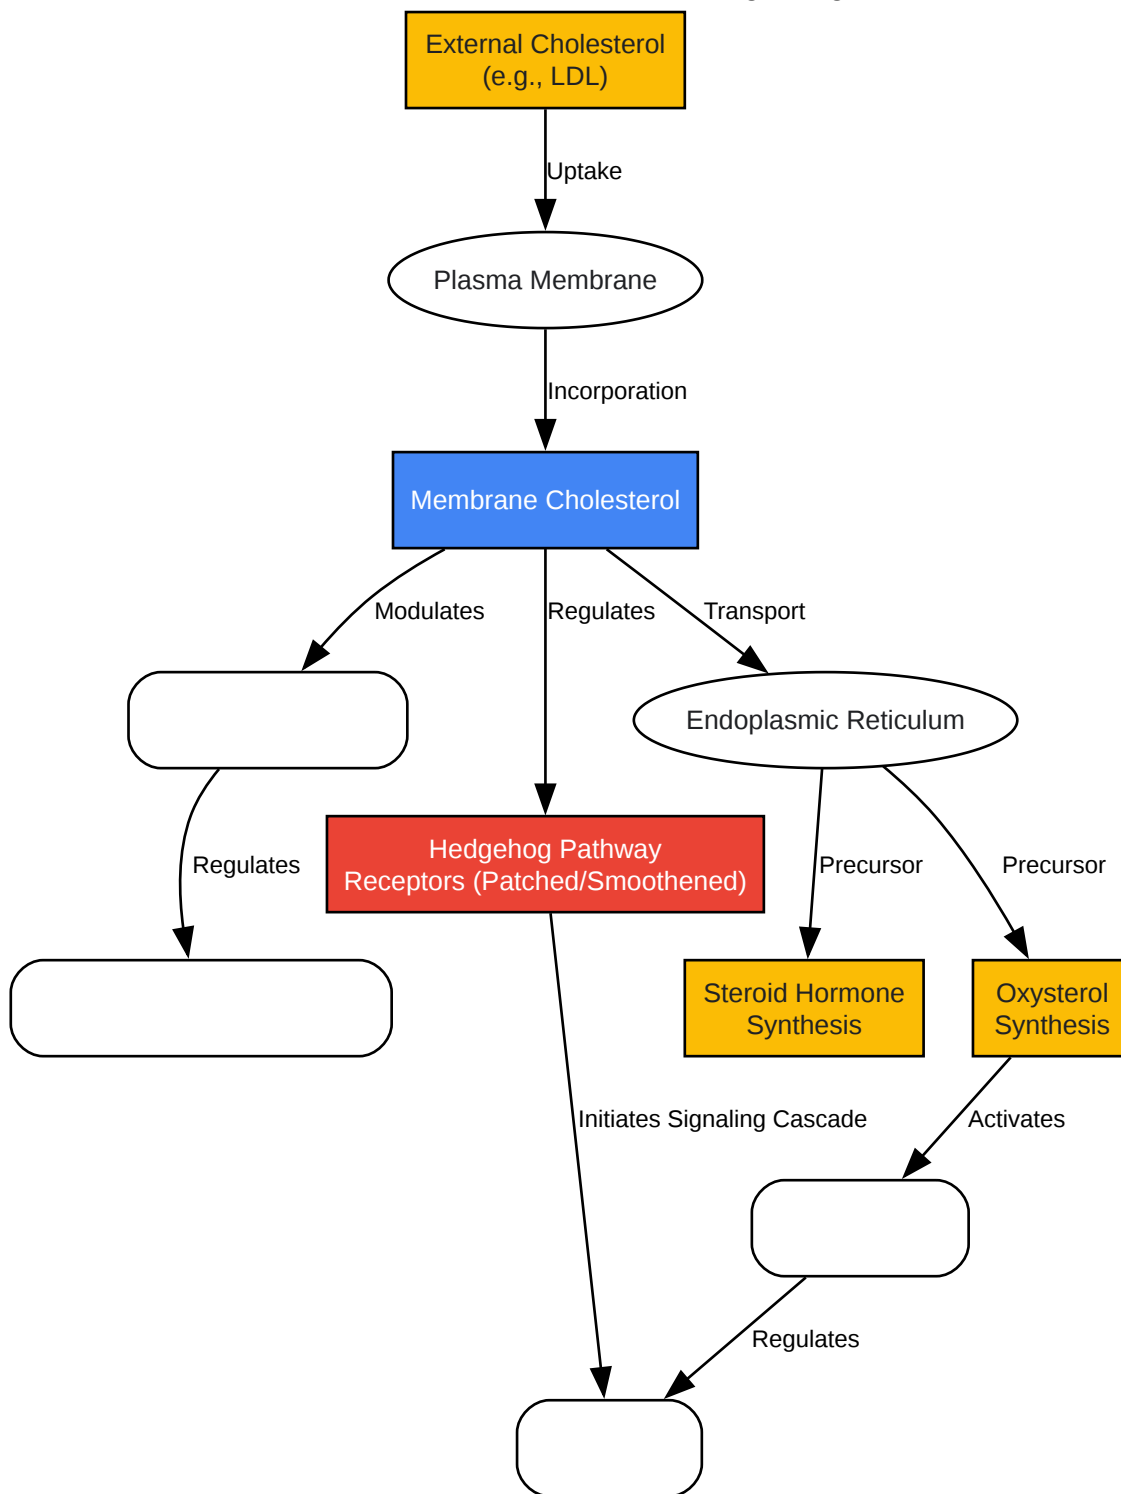 External Cholesterol
(e.g., LDL)
Uptake
Plasma Membrane
Incorporation
Membrane Cholesterol
Modulates
Regulates
Transport
Endoplasmic Reticulum
Regulates
Hedgehog Pathway
Receptors (Patched/Smoothened)
Precursor
Precursor
Steroid Hormone
Synthesis
Oxysterol
Synthesis
Initiates Signaling Cascade
Activates
Regulates